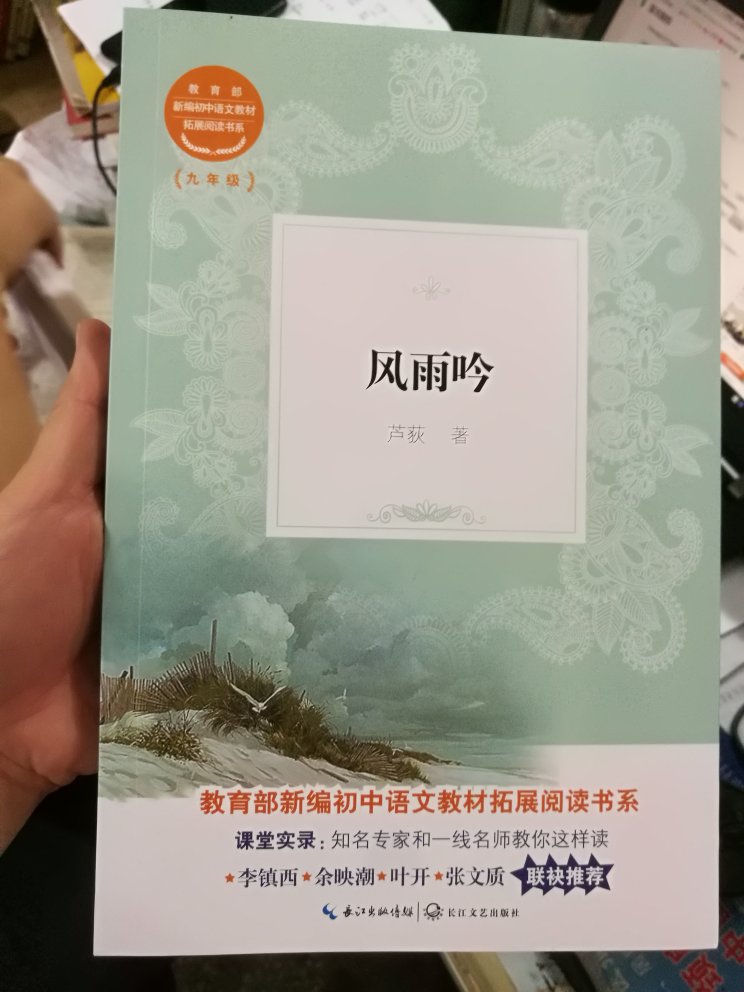 教育部
新编初中语文教材
拓展阅读书系
九年级
风雨吟
芦荻 著
教育部新编初中语文教材拓展阅读书系
课堂实录：知名专家和一线名师教你这样读
★李镇西★余映潮★叶开★张文质 联袂推荐
长江出版传媒 长江文艺出版社